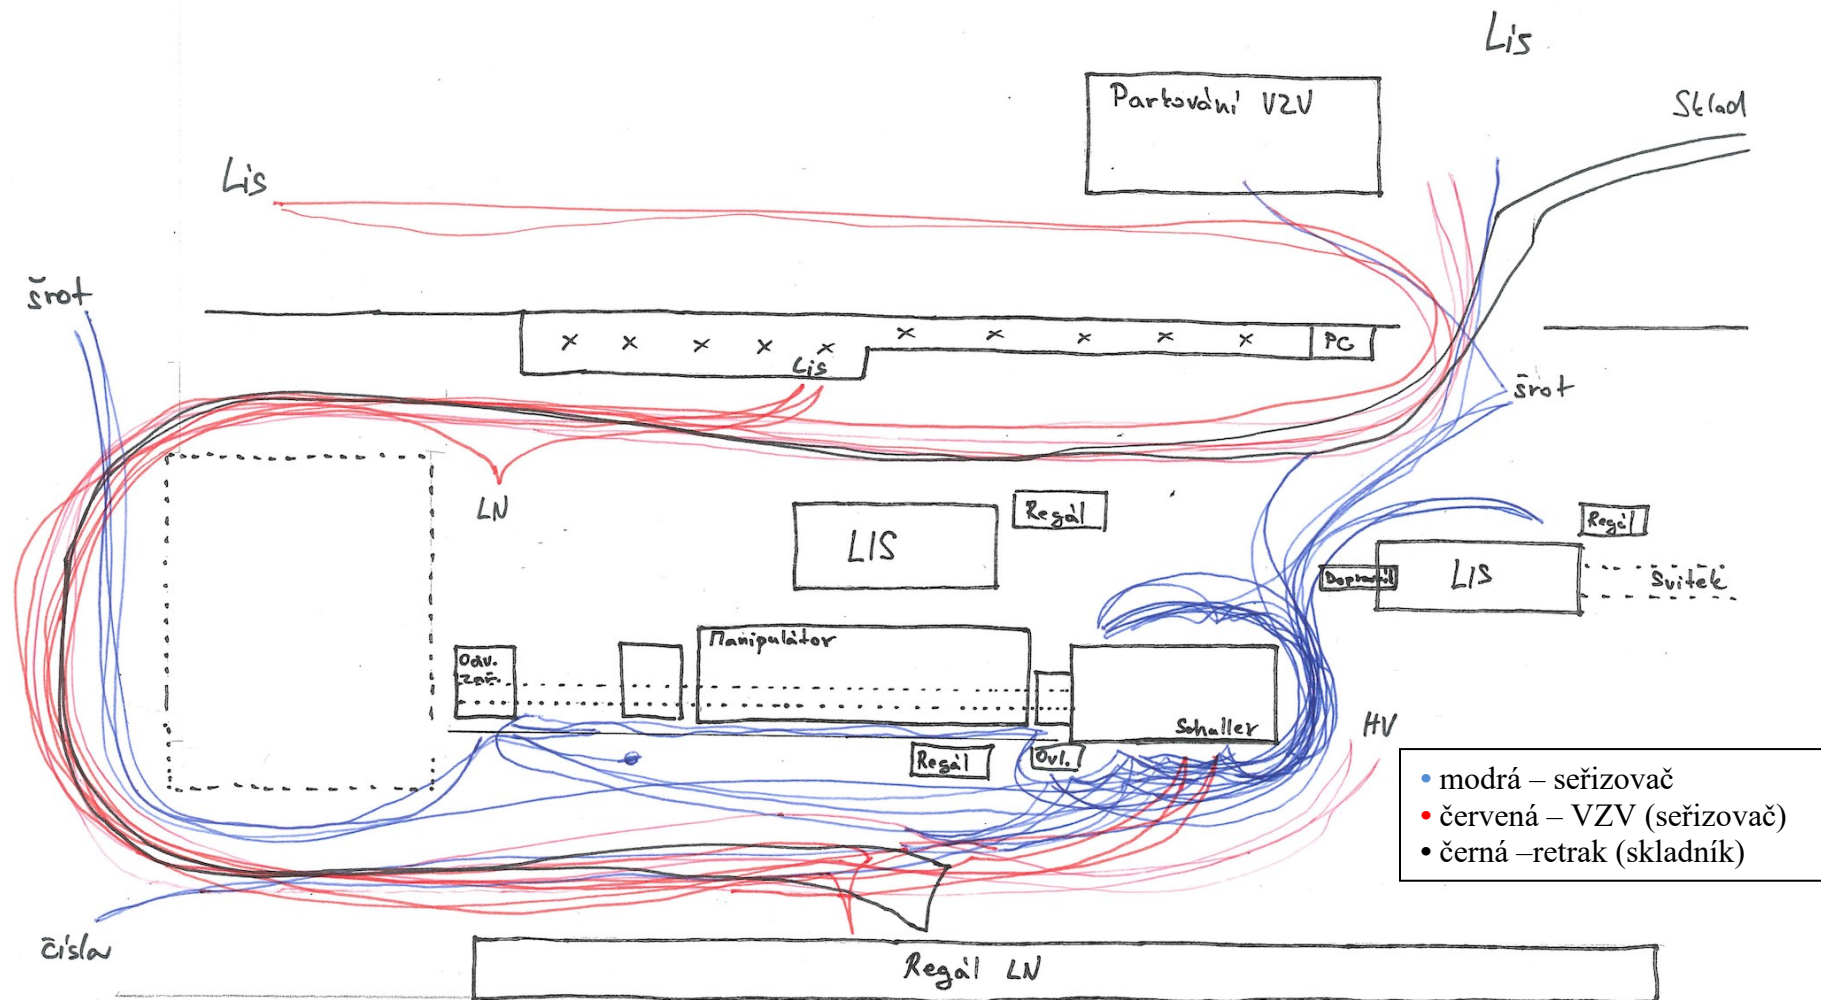 Lis
Parkování VZV
Sklad
Lis
šrot
PC
Lis
šrot
LN
Regál
LIS
Regál
Dopravník
LIS
Svitek
Manipulátor
Odv.
Zař.
Schaller
HV
Regál
Ovl.
• modrá – seřizovač
• červená – VZV (seřizovač)
• černá –retrak (skladník)
čísla
Regál LN